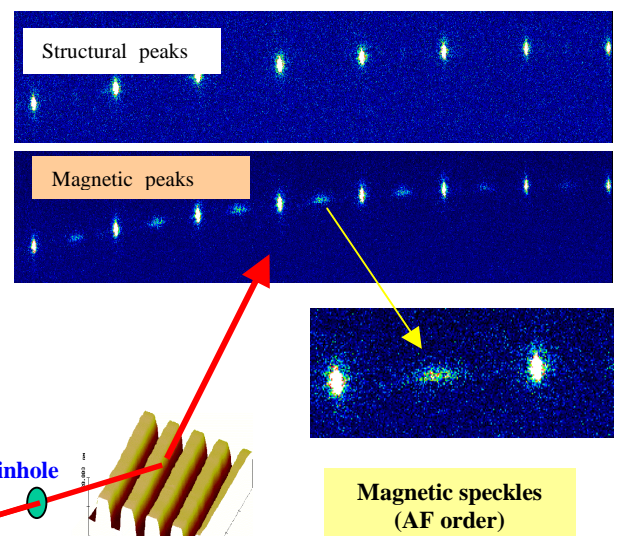 Structural peaks
Magnetic peaks
inhole
Magnetic speckles
(AF order)